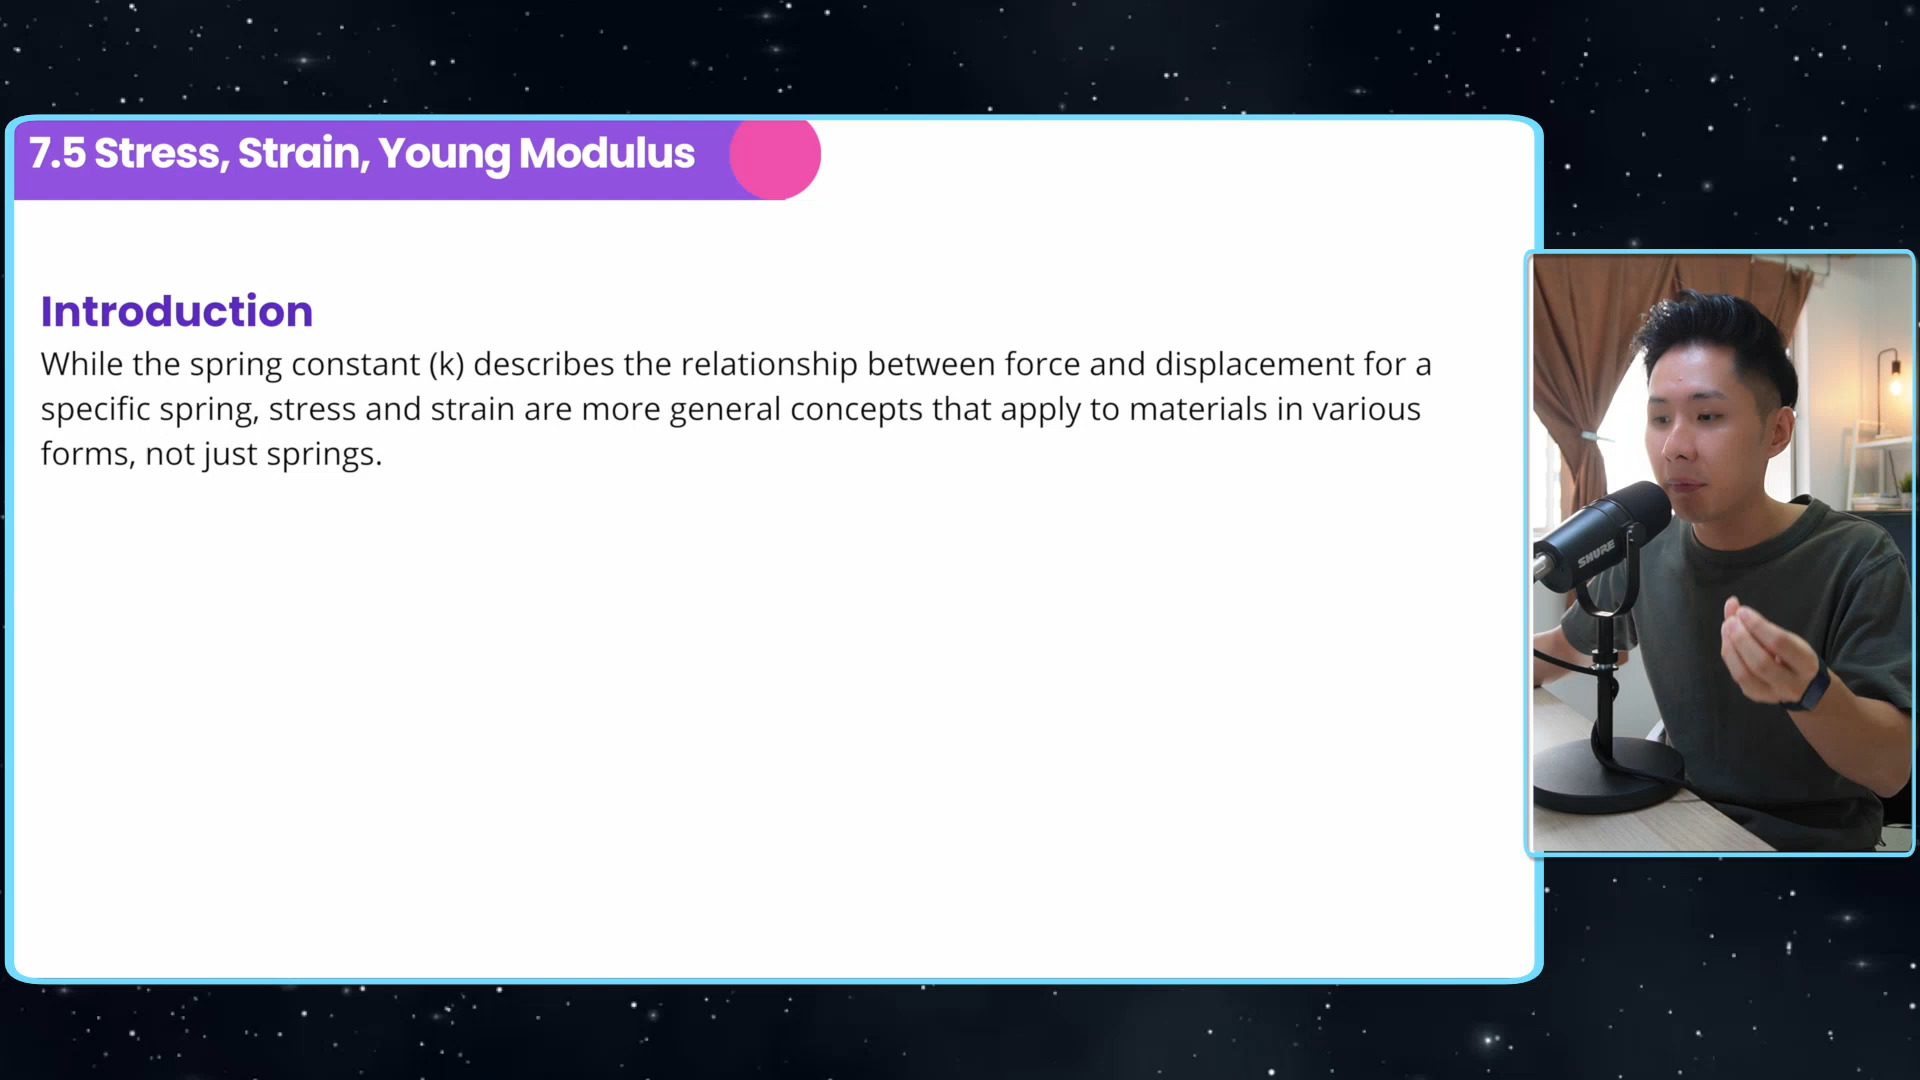 7.5 Stress, Strain, Young Modulus
Introduction
While the spring constant (k) describes the relationship between force and displacement for a
specific spring, stress and strain are more general concepts that apply to materials in various
forms, not just springs.
SHURE